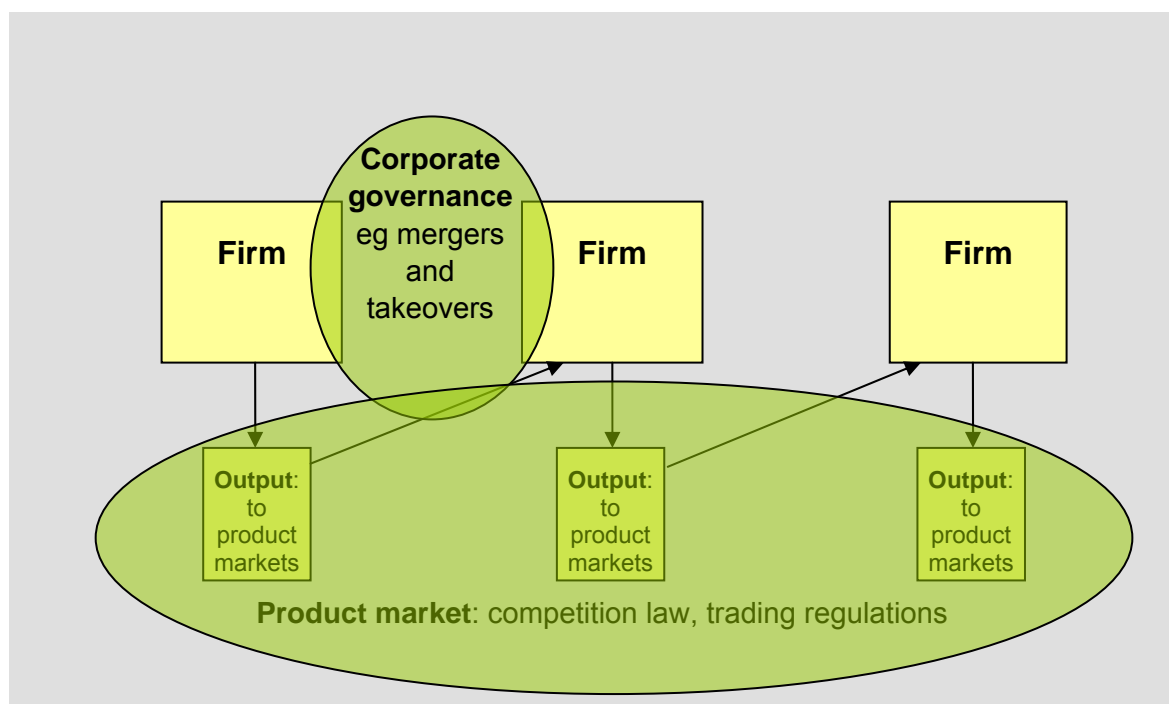 Corporate
governance
eg mergers
and
takeovers
Firm
Firm
Firm
Output:
to
product
markets
Output:
to
product
markets
Output:
to
product
markets
Product market: competition law, trading regulations